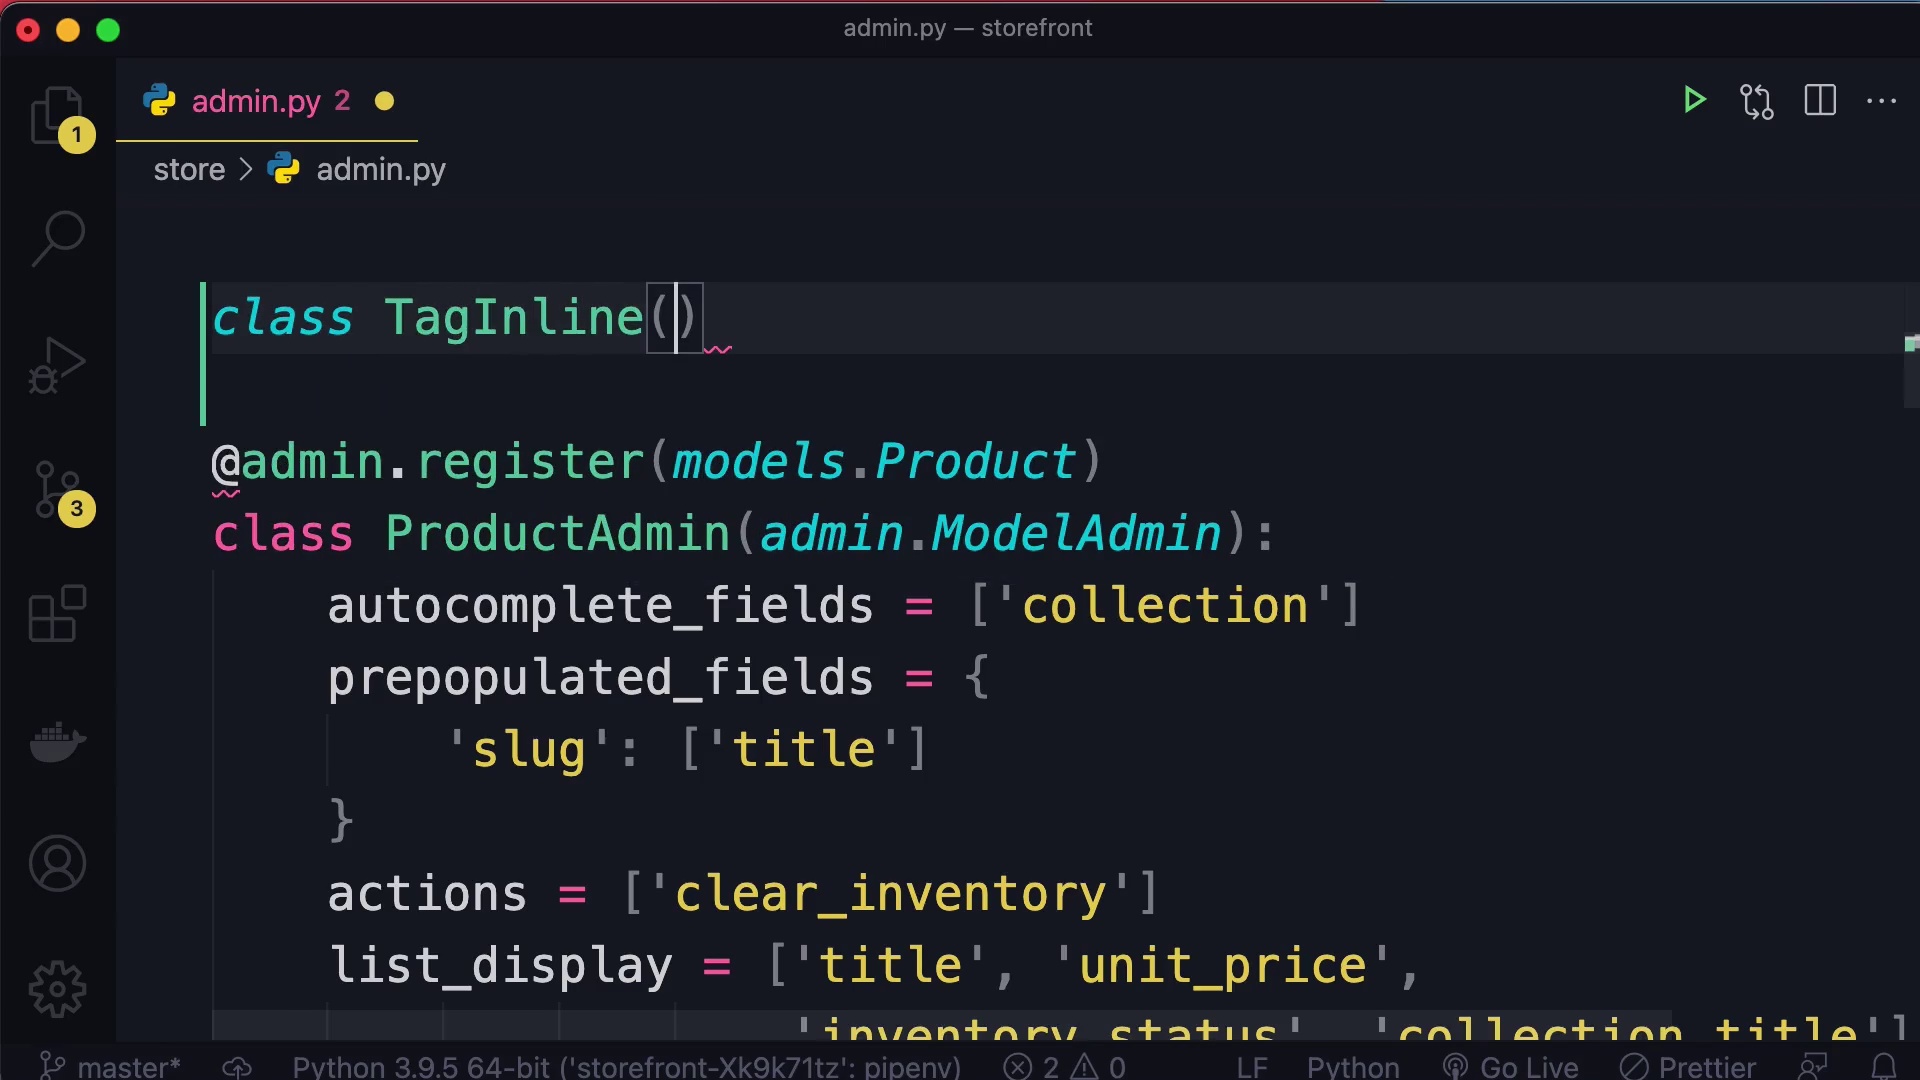 admin.py — storefront
admin.py 2
1
store > admin.py
class TagInline()
@admin.register(models.Product)
3
class ProductAdmin(admin.ModelAdmin):
autocomplete_fields = ['collection']
prepopulated_fields = {
'slug': ['title']
}
actions = ['clear_inventory']
list_display = ['title', 'unit_price',
'inventory_status', 'collection_title']
master* Python 3.9.5 64-bit ('storefront-Xk9k71tz': pipenv) 2 0 LF Python Go Live Prettier